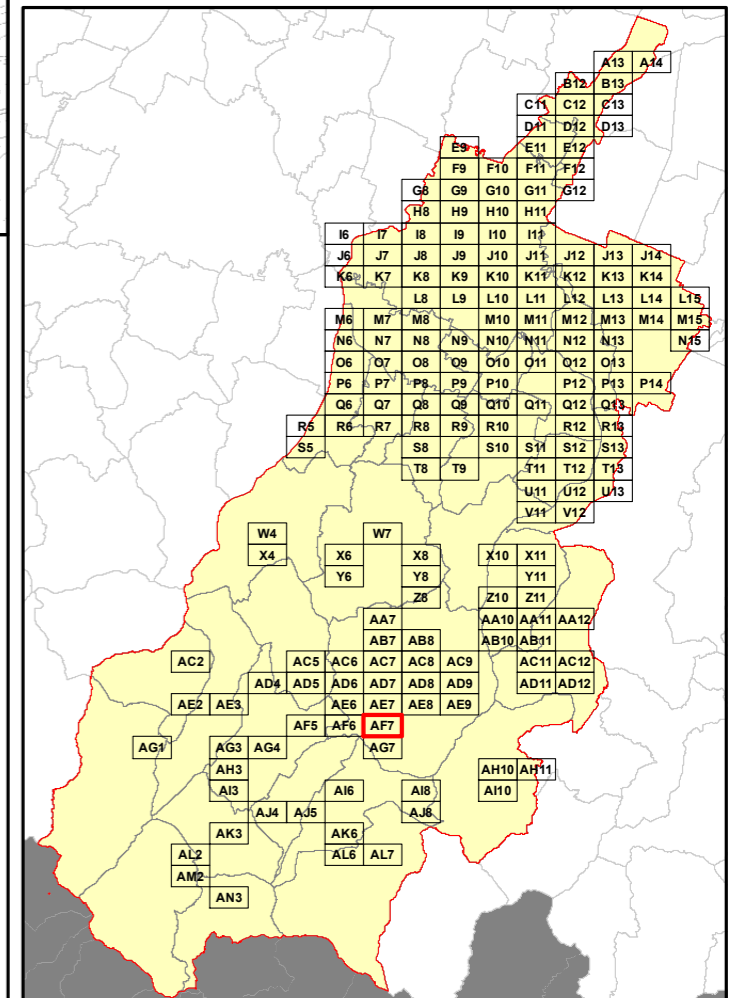 A13 A14
B12 B13
C11 C12 C13
D11 D12 D13
E9 E11 E12
F9 F10 F11 F12
G8 G9 G10 G11 G12
H8 H9 H10 H11
I6 I7 I8 I9 I10 I11
J6 J7 J8 J9 J10 J11 J12 J13 J14
K6 K7 K8 K9 K10 K11 K12 K13 K14
L8 L9 L10 L11 L12 L13 L14 L15
M6 M7 M8 M10 M11 M12 M13 M14 M15
N6 N7 N8 N9 N10 N11 N12 N13 N15
O6 O7 O8 O9 O10 O11 O12 O13
P6 P7 P8 P9 P10 P12 P13 P14
Q6 Q7 Q8 Q9 Q10 Q11 Q12 Q13
R5 R6 R7 R8 R9 R10 R12 R13
S5 S8 S10 S11 S12 S13
T8 T9 T11 T12 T13
U11 U12 U13
V11 V12
W4 W7
X4 X6 X8 X10 X11
Y6 Y8 Y11
Z8 Z10 Z11
AA7 AA10 AA11 AA12
AB7 AB8 AB10 AB11
AC2 AC5 AC6 AC7 AC8 AC9 AC11 AC12
AD4 AD5 AD6 AD7 AD8 AD9 AD11 AD12
AE2 AE3 AE6 AE7 AE8 AE9
AF5 AF6 AF7
AG1 AG3 AG4 AG7
AH3 AH10 AH11
AI3 AI6 AI8 AI10
AJ4 AJ5 AJ8
AK3 AK6
AL2 AL6 AL7
AM2
AN3